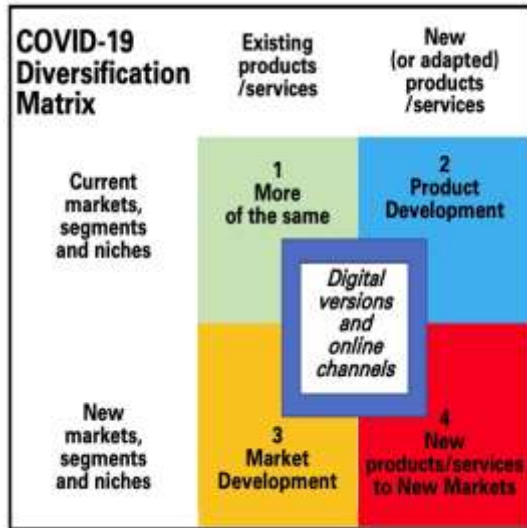 COVID-19
Diversification
Matrix
Existing
products
/services
New
(or adapted)
products
/services
Current
markets,
segments
and niches
1
More
of the same
2
Product
Development
Digital
versions
and
online
channels
New
markets,
segments
and niches
3
Market
Development
4
New
products/services
to New Markets